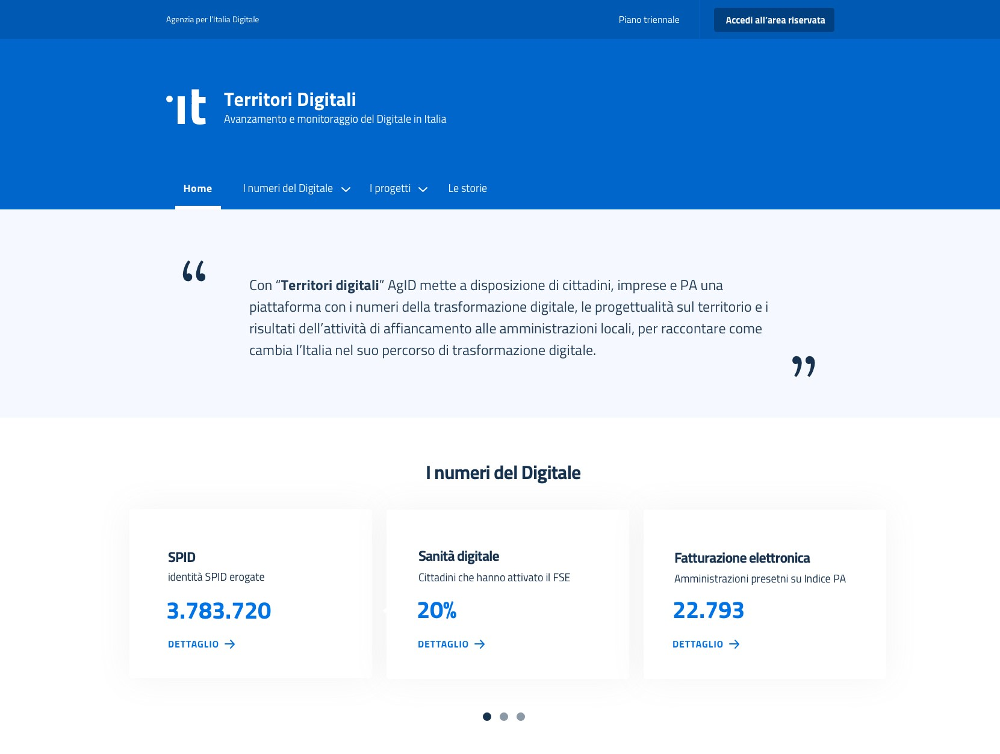 Agenzia per l'Italia Digitale
Piano triennale
Accedi all’area riservata
it
Territori Digitali
Avanzamento e monitoraggio del Digitale in Italia
Home
I numeri del Digitale
I progetti
Le storie
“
Con “Territori digitali” AgID mette a disposizione di cittadini, imprese e PA una
piattaforma con i numeri della trasformazione digitale, le progettualità sul territorio e i
risultati dell’attività di affiancamento alle amministrazioni locali, per raccontare come
cambia l’Italia nel suo percorso di trasformazione digitale.
”
I numeri del Digitale
SPID
identità SPID erogate
3.783.720
DETTAGLIO →
Sanità digitale
Cittadini che hanno attivato il FSE
20%
DETTAGLIO →
Fatturazione elettronica
Amministrazioni presetni su Indice PA
22.793
DETTAGLIO →